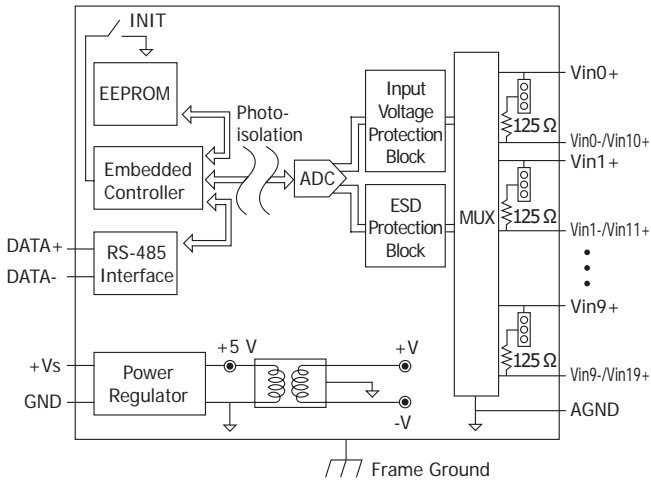 INIT
EEPROM
Photo-
isolation
Embedded
Controller
DATA+
DATA-
RS-485
Interface
ADC
Input
Voltage
Protection
Block
ESD
Protection
Block
MUX
Vin0+
125 Ω
Vin0-/Vin10+
Vin1+
125 Ω
Vin1-/Vin11+
Vin9+
125 Ω
Vin9-/Vin19+
AGND
+Vs
GND
Power
Regulator
+5 V
+V
-V
Frame Ground